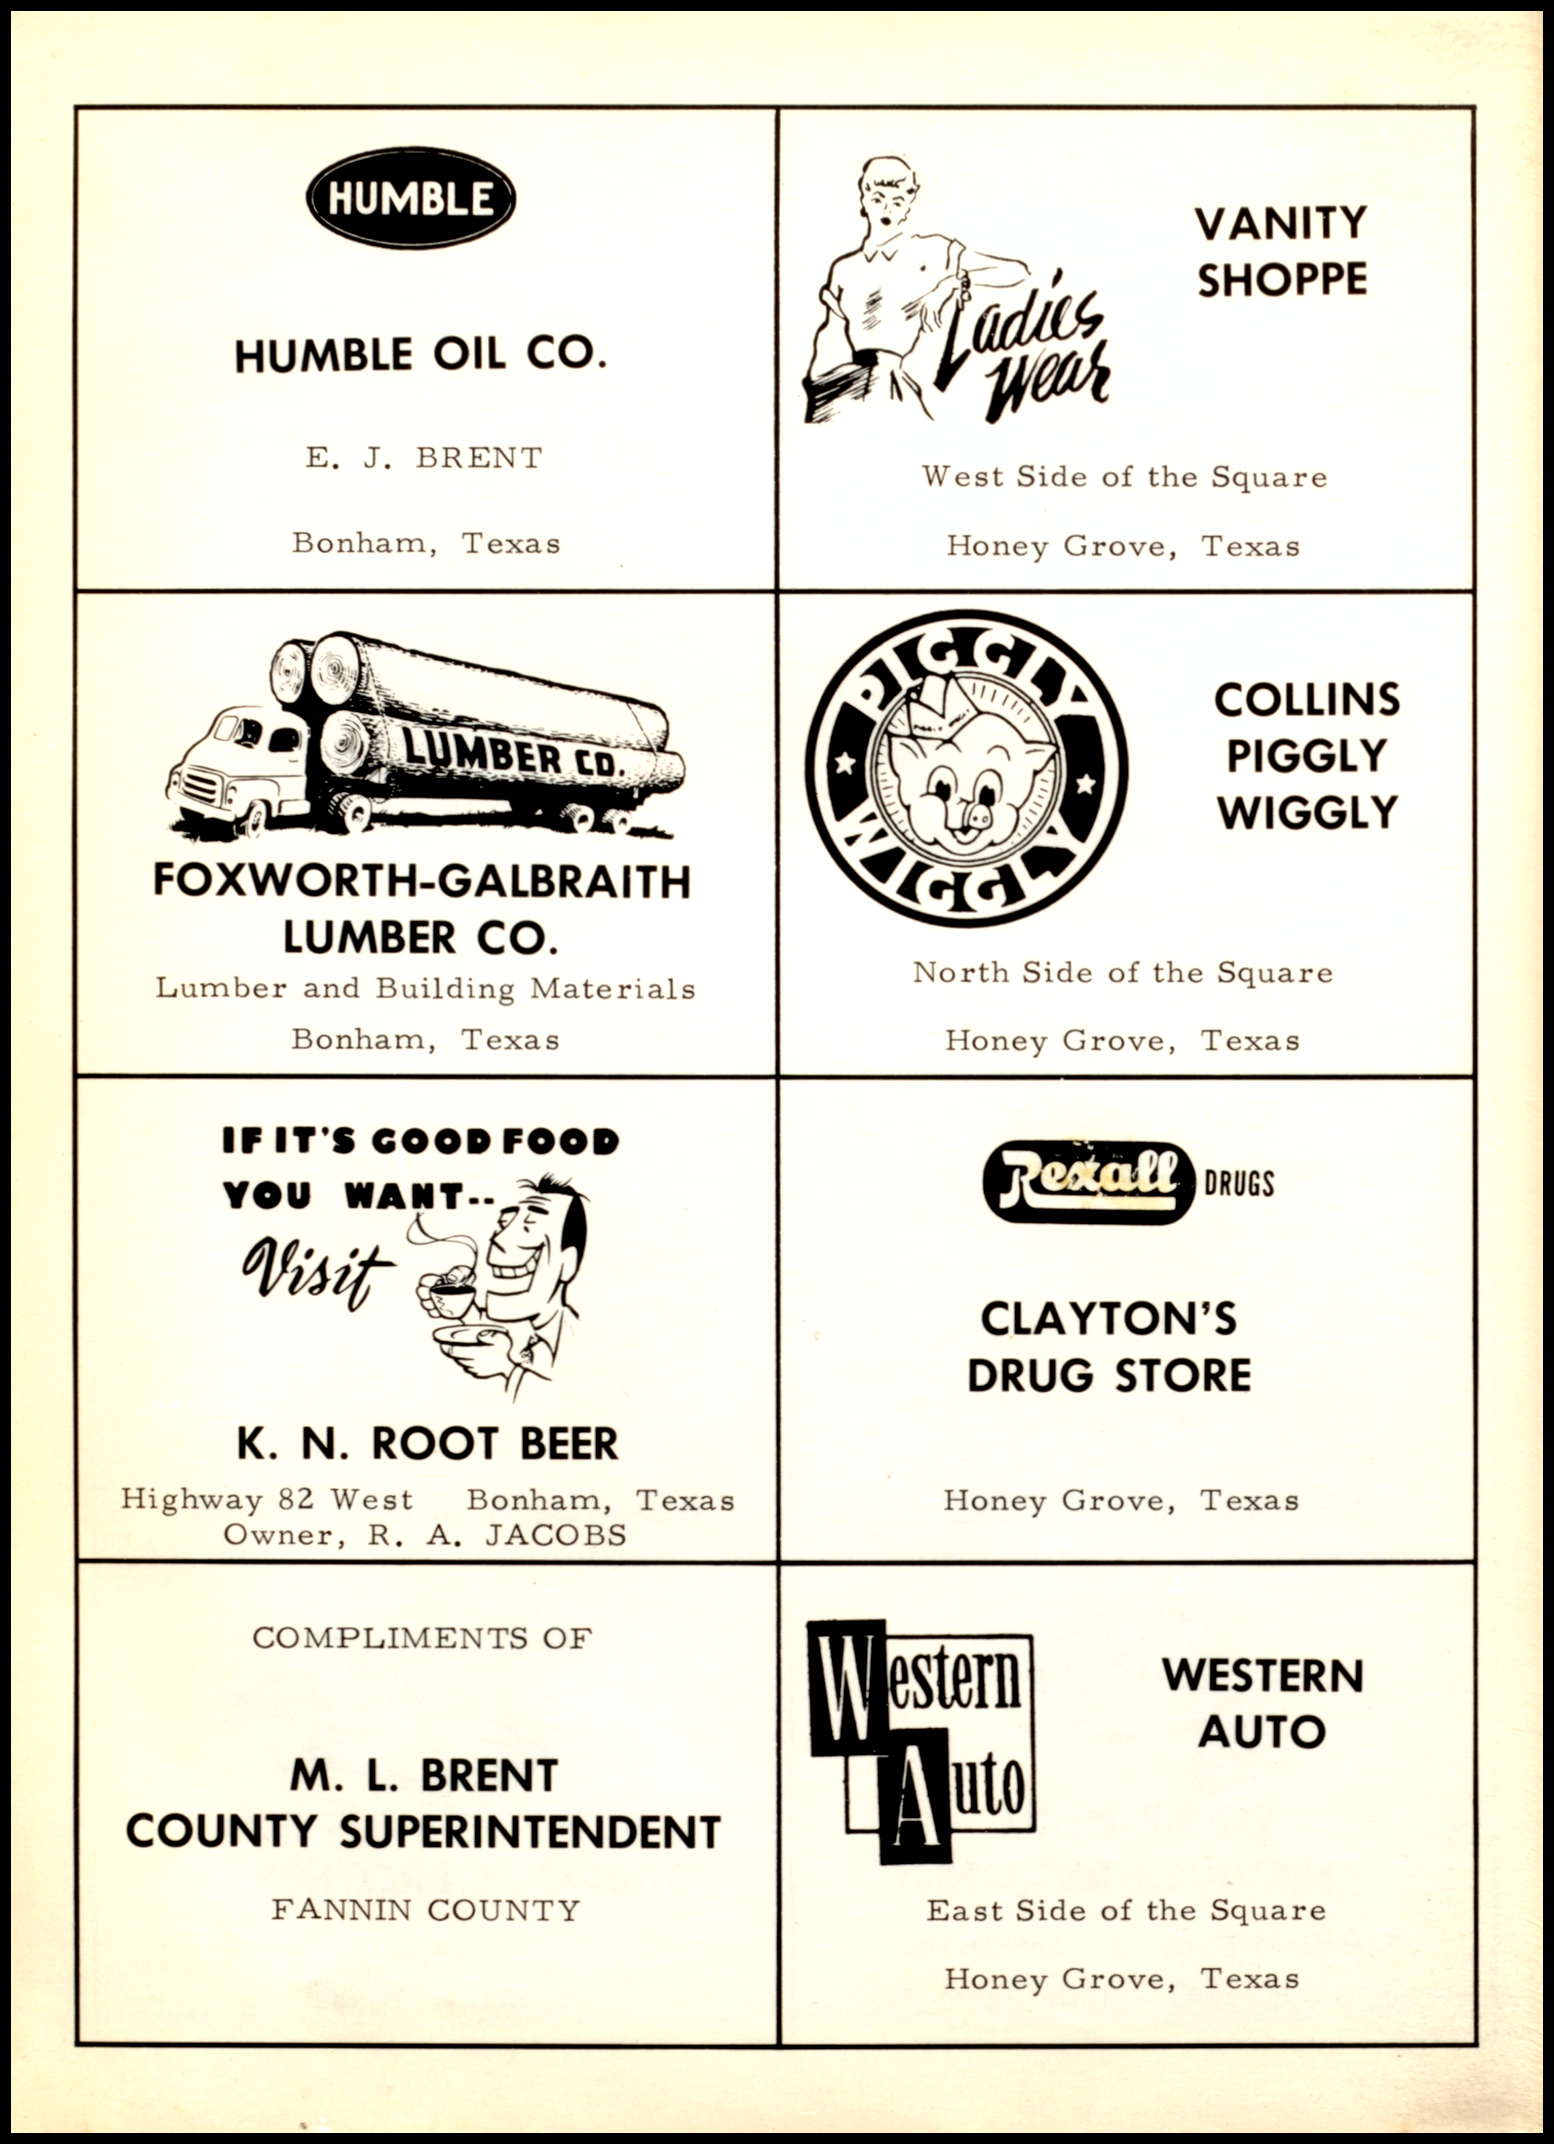 HUMBLE
HUMBLE OIL CO.
E. J. BRENT
Bonham, Texas
Ladies
Wear
VANITY
SHOPPE
West Side of the Square
Honey Grove, Texas
LUMBER CO.
FOXWORTH-GALBRAITH
LUMBER CO.
Lumber and Building Materials
Bonham, Texas
PIGGLY
WIGGLY
COLLINS
PIGGLY
WIGGLY
North Side of the Square
Honey Grove, Texas
IF IT'S GOOD FOOD
YOU WANT--
Visit
K. N. ROOT BEER
Highway 82 West Bonham, Texas
Owner, R. A. JACOBS
Rexall DRUGS
CLAYTON'S
DRUG STORE
Honey Grove, Texas
COMPLIMENTS OF
M. L. BRENT
COUNTY SUPERINTENDENT
FANNIN COUNTY
Western
Auto
WESTERN
AUTO
East Side of the Square
Honey Grove, Texas